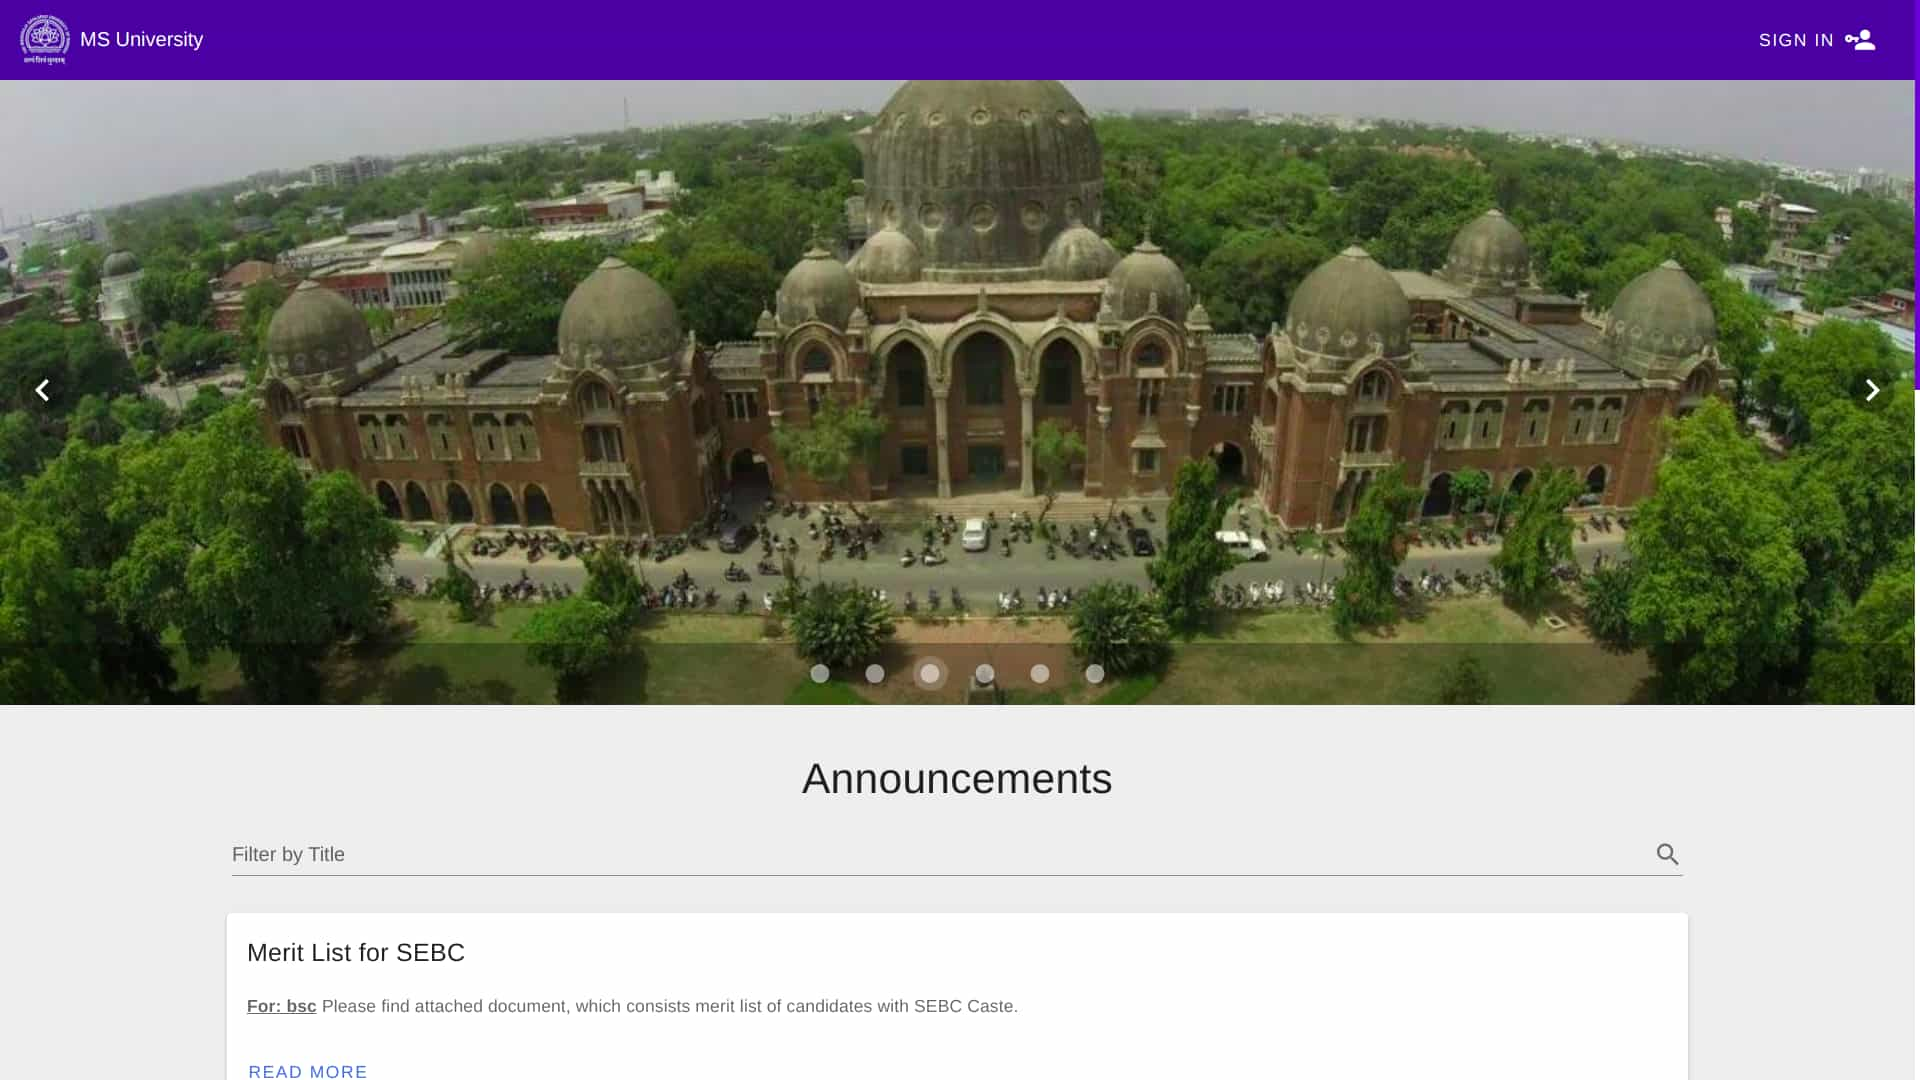 MS University
SIGN IN
Announcements
Filter by Title
Merit List for SEBC
For: bsc Please find attached document, which consists merit list of candidates with SEBC Caste.
READ MORE